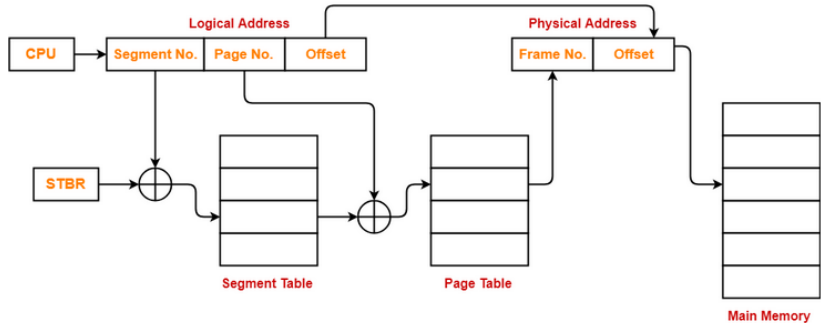 Logical Address
Physical Address
CPU
Segment No.
Page No.
Offset
Frame No.
Offset
STBR
Segment Table
Page Table
Main Memory